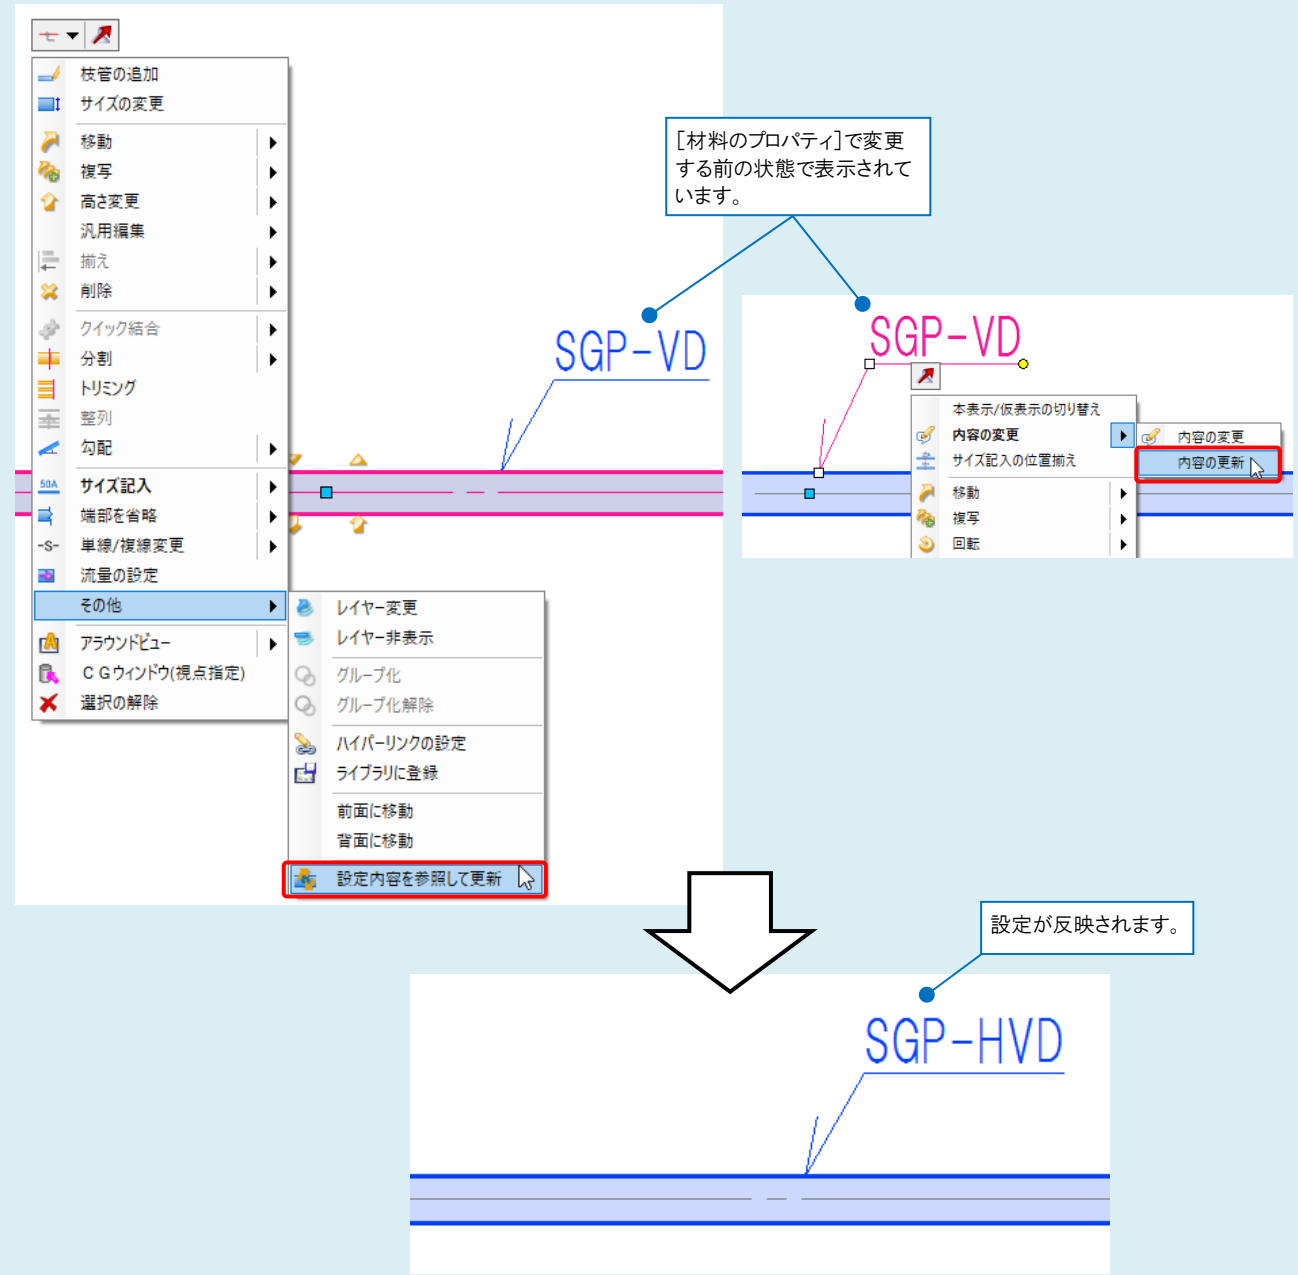 枝管の追加
サイズの変更
移動
複写
高さ変更
汎用編集
揃え
削除
クイック結合
分割
トリミング
整列
勾配
50A サイズ記入
端部を省略
-S- 単線/複線変更
流量の設定
その他
アラウンドビュー
ＣＧウィンドウ(視点指定)
選択の解除
レイヤー変更
レイヤー非表示
グループ化
グループ化解除
ハイパーリンクの設定
ライブラリに登録
前面に移動
背面に移動
設定内容を参照して更新
［材料のプロパティ］で変更
する前の状態で表示されて
います。
SGP-VD
SGP-VD
本表示/仮表示の切り替え
内容の変更
サイズ記入の位置揃え
移動
複写
回転
内容の変更
内容の更新
設定が反映されます。
SGP-HVD